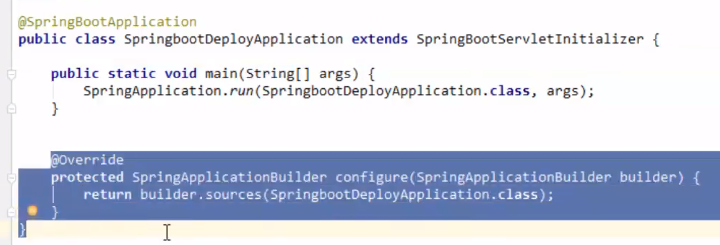 @SpringBootApplication
public class SpringbootDeployApplication extends SpringBootServletInitializer {
public static void main(String[] args) {
SpringApplication.run(SpringbootDeployApplication.class, args);
}
@Override
protected SpringApplicationBuilder configure(SpringApplicationBuilder builder) {
return builder.sources(SpringbootDeployApplication.class);
}
}